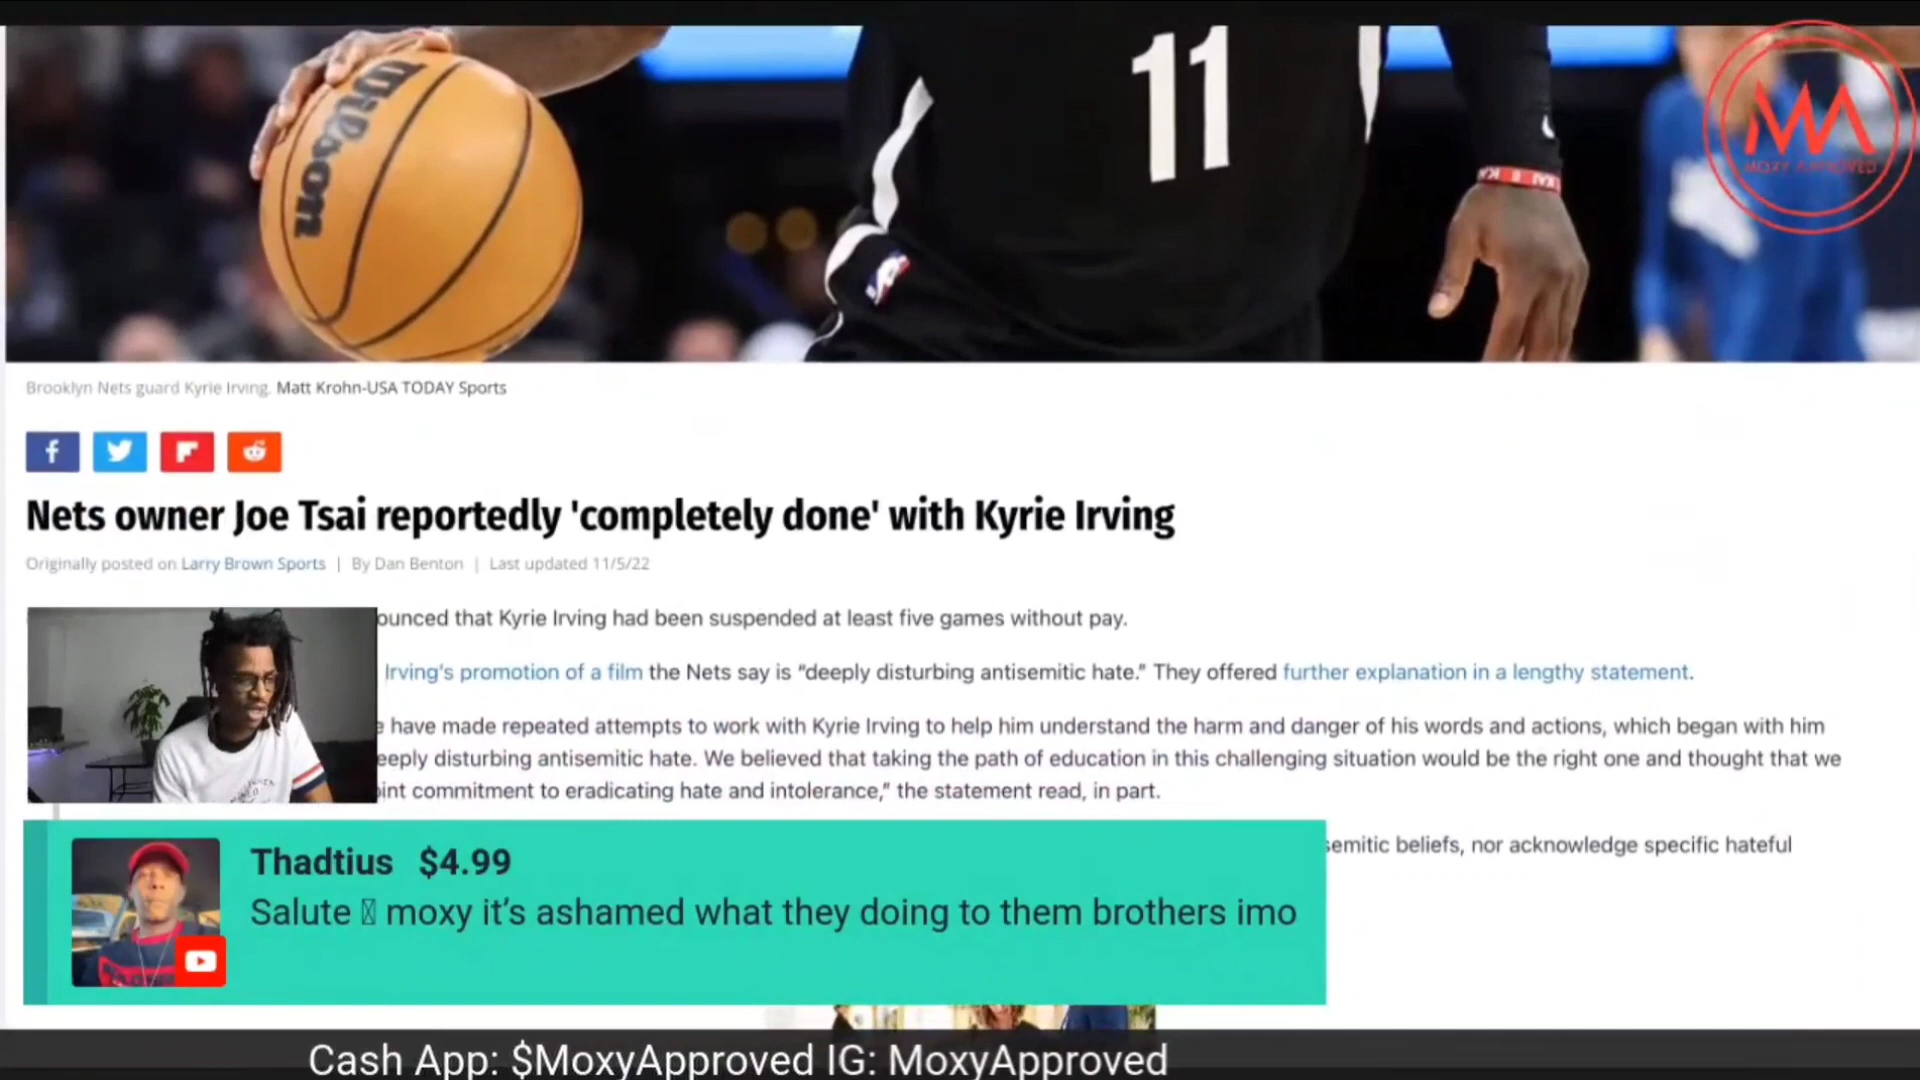 Wilson
11
MA
MOXY APPROVED
Brooklyn Nets guard Kyrie Irving. Matt Krohn-USA TODAY Sports
Nets owner Joe Tsai reportedly 'completely done' with Kyrie Irving
Originally posted on Larry Brown Sports | By Dan Benton | Last updated 11/5/22
ounced that Kyrie Irving had been suspended at least five games without pay.
Irving's promotion of a film the Nets say is “deeply disturbing antisemitic hate.” They offered further explanation in a lengthy statement.
e have made repeated attempts to work with Kyrie Irving to help him understand the harm and danger of his words and actions, which began with him
eeply disturbing antisemitic hate. We believed that taking the path of education in this challenging situation would be the right one and thought that we
int commitment to eradicating hate and intolerance,” the statement read, in part.
semitic beliefs, nor acknowledge specific hateful
Thadtius $4.99
Salute moxy it’s ashamed what they doing to them brothers imo
Cash App: $MoxyApproved IG: MoxyApproved